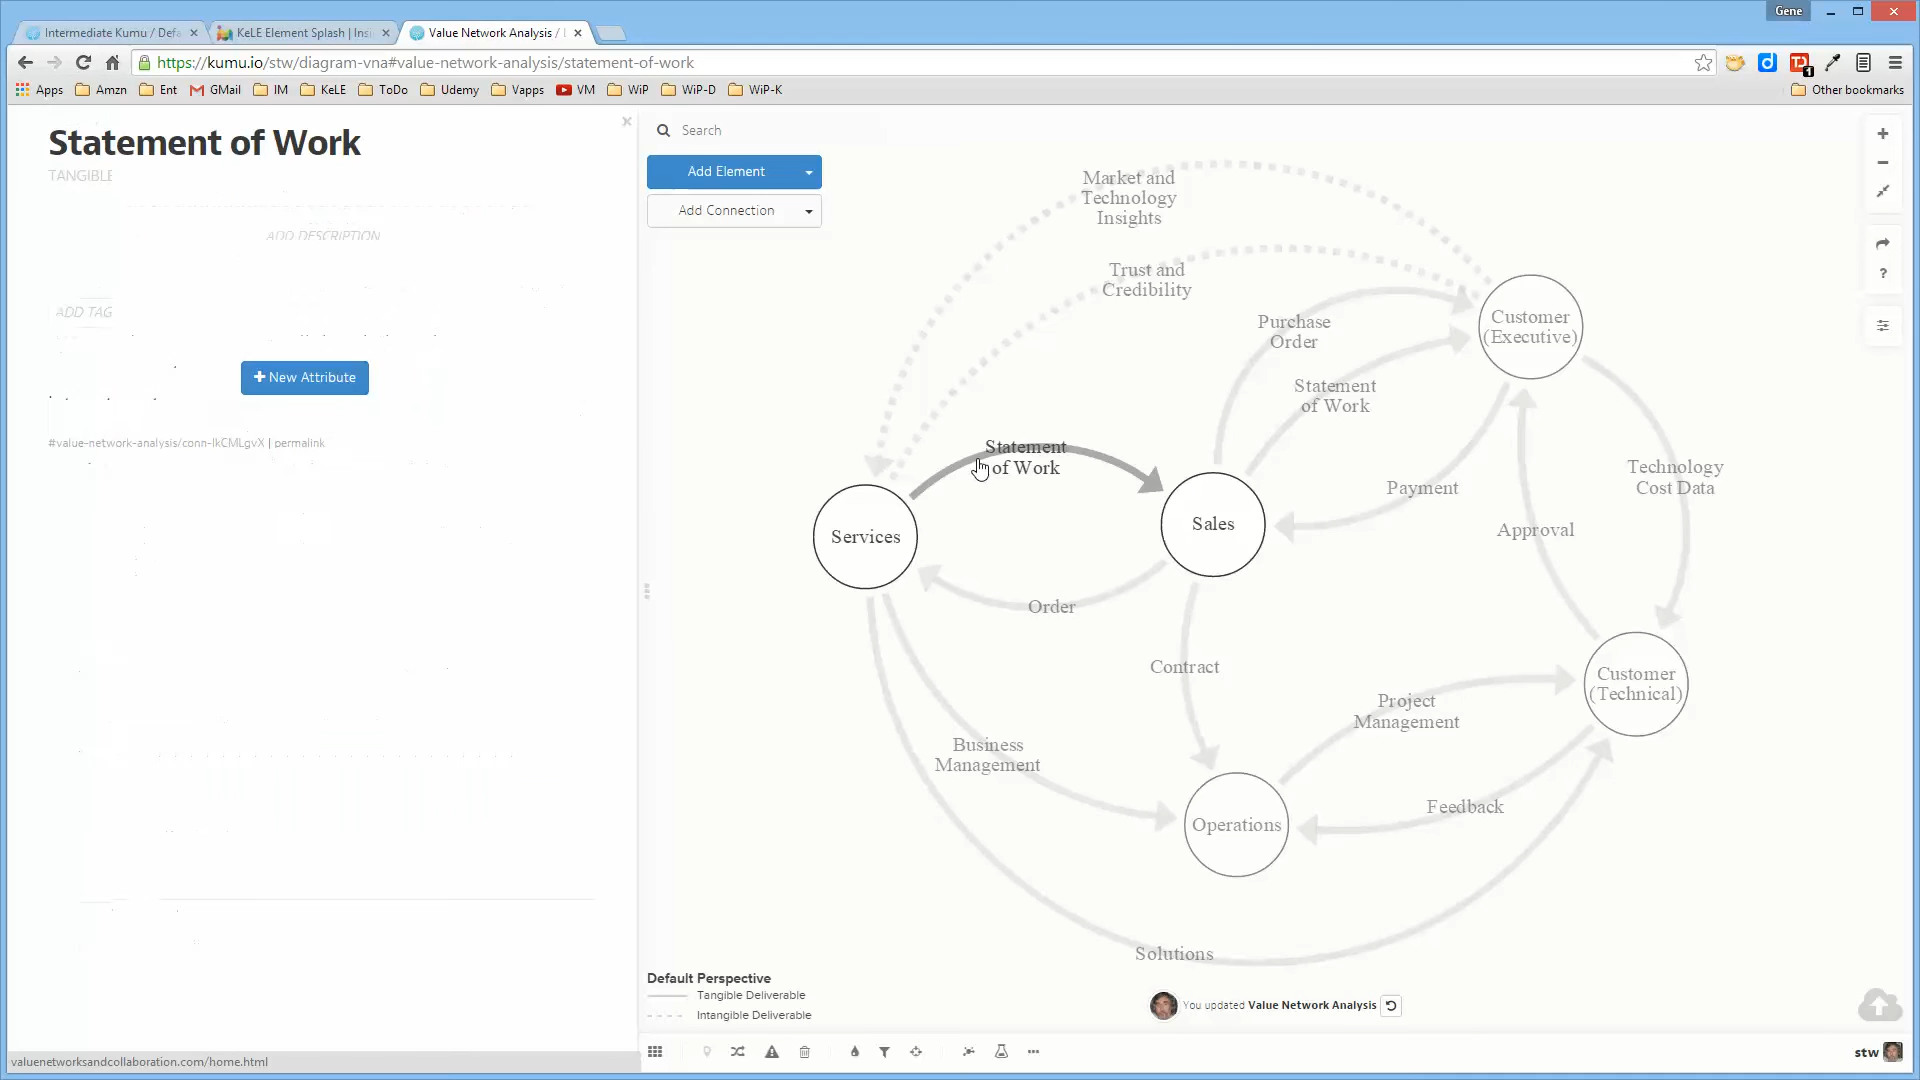 Gene
Intermediate Kumu / Defa
KeLE Element Splash | Insi
Value Network Analysis /
https://kumu.io/stw/diagram-vna#value-network-analysis/statement-of-work
Apps
Amzn
Ent
GMail
IM
KeLE
ToDo
Udemy
Vapps
VM
WiP
WiP-D
WiP-K
Other bookmarks
Statement of Work
TANGIBLE
ADD DESCRIPTION
ADD TAG
New Attribute
#value-network-analysis/conn-lkCMLgvX | permalink
Search
Add Element
Add Connection
Market and
Technology
Insights
Trust and
Credibility
Purchase
Order
Statement
of Work
Customer
(Executive)
Statement
of Work
Technology
Cost Data
Payment
Approval
Services
Sales
Order
Contract
Customer
(Technical)
Project
Management
Business
Management
Feedback
Operations
Solutions
Default Perspective
Tangible Deliverable
Intangible Deliverable
You updated Value Network Analysis
valuenetworksandcollaboration.com/home.html
stw